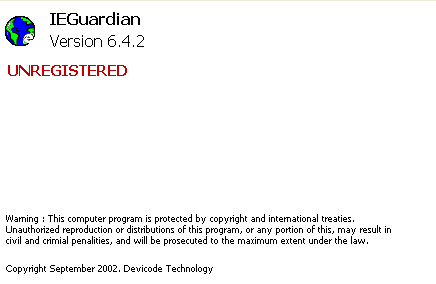 IEGuardian
Version 6.4.2
UNREGISTERED
Warning : This computer program is protected by copyright and international treaties.
Unauthorized reproduction or distributions of this program, or any portion of this, may result in
civil and crimial penalities, and will be prosecuted to the maximum extent under the law.
Copyright September 2002. Devicode Technology